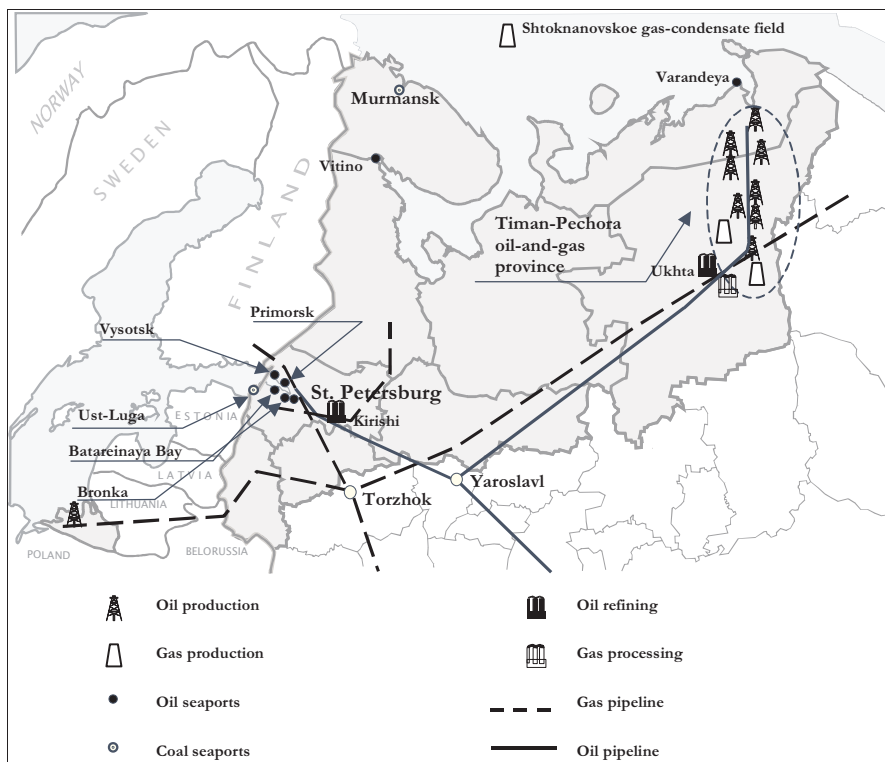 Shtoknanovskoe gas-condensate field
NORWAY
Varandeya
Murmansk
SWEDEN
Vitino
FINLAND
Timan-Pechora
oil-and-gas
province
Ukhta
Primorsk
Vysotsk
St. Petersburg
Ust-Luga
ESTONIA
Kirishi
Batareinaya Bay
LATVIA
Yaroslavl
Bronka
Torzhok
LITHUANIA
POLAND
BELORUSSIA
Oil production
Oil refining
Gas production
Gas processing
Oil seaports
Gas pipeline
Coal seaports
Oil pipeline